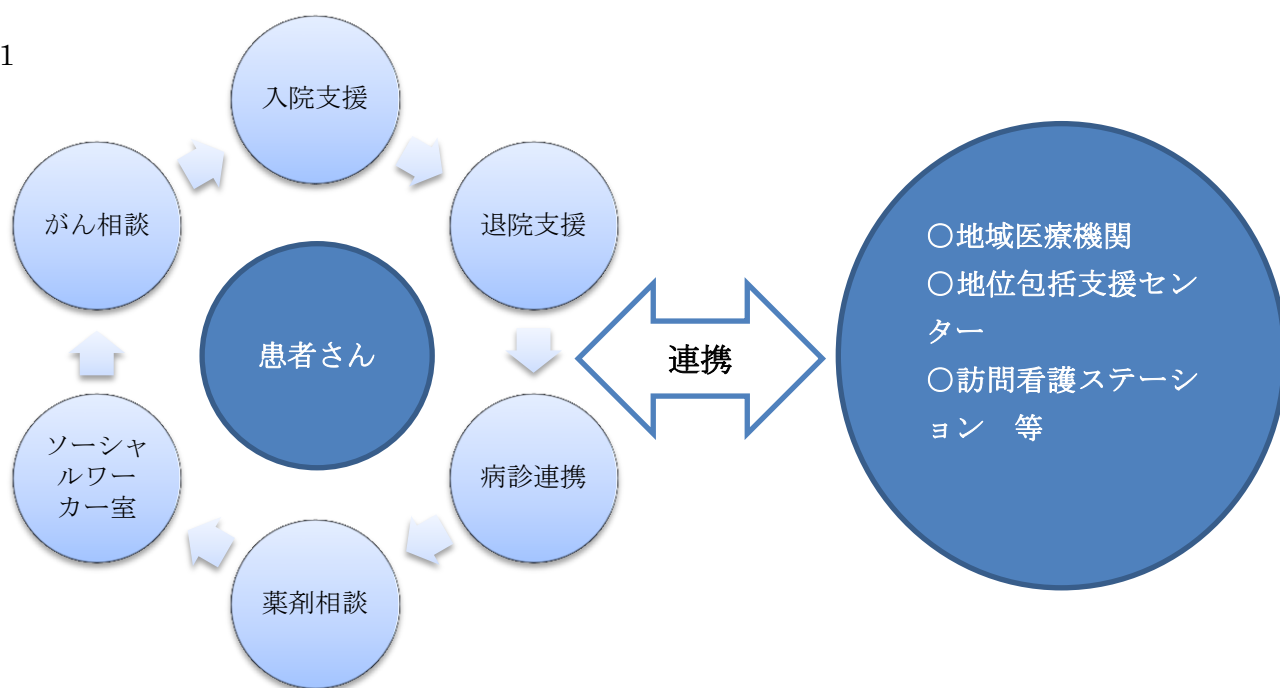 1
入院支援
がん相談
退院支援
患者さん
連携
○地域医療機関
○地位包括支援セン
ター
○訪問看護ステーシ
ョン　等
ソーシャ
ルワー
カー室
病診連携
薬剤相談